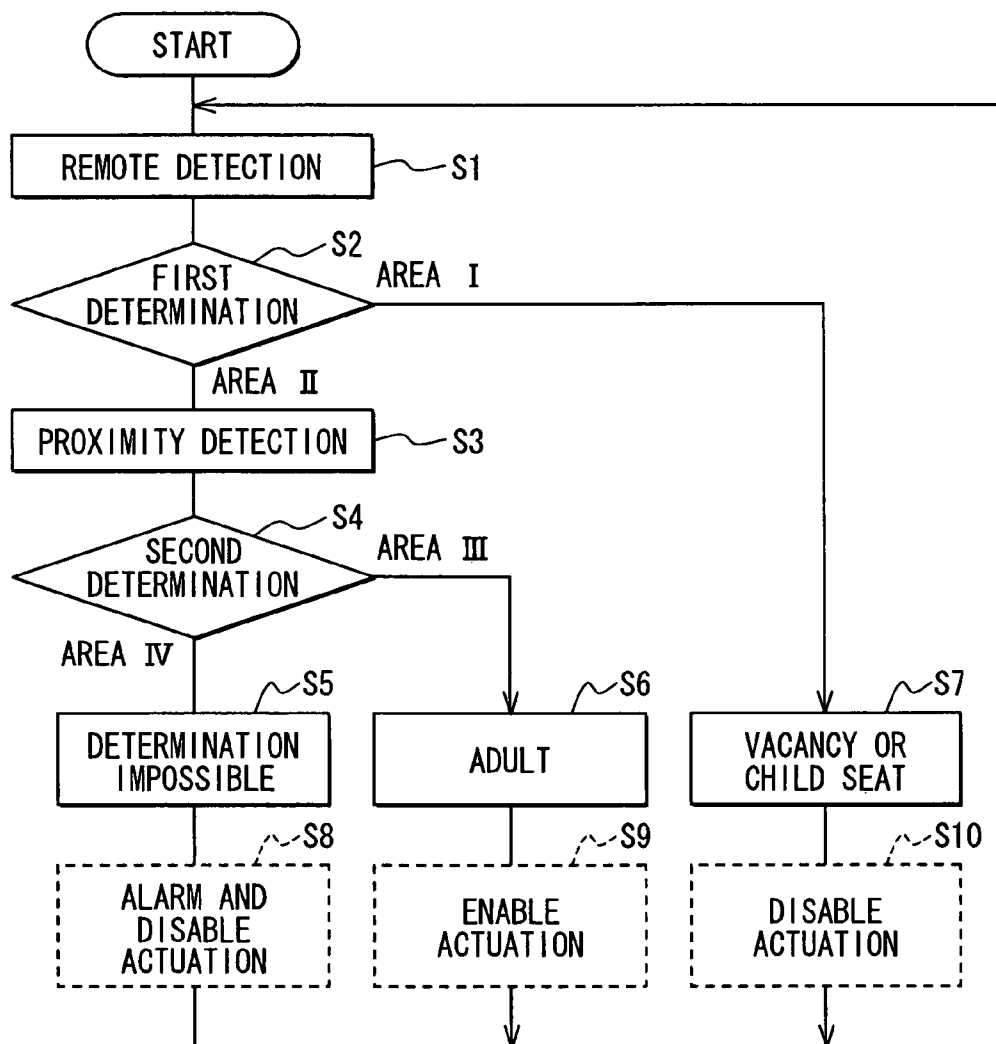 START
REMOTE DETECTION
S1
S2
FIRST
DETERMINATION
AREA I
AREA II
PROXIMITY DETECTION
S3
S4
SECOND
DETERMINATION
AREA III
AREA IV
S5
DETERMINATION
IMPOSSIBLE
S6
ADULT
S7
VACANCY OR
CHILD SEAT
S8
ALARM AND
DISABLE
ACTUATION
S9
ENABLE
ACTUATION
S10
DISABLE
ACTUATION